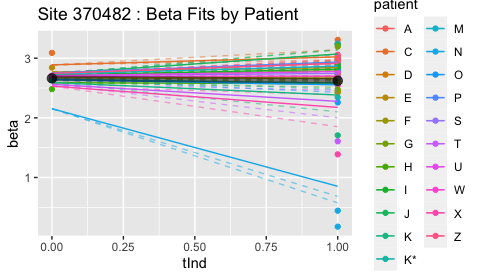 Site 370482 : Beta Fits by Patient
patient
beta
3
2
1
0.00 0.25 0.50 0.75 1.00
tInd
A M
C N
D O
E P
F S
G T
H U
I W
J X
K Z
K*